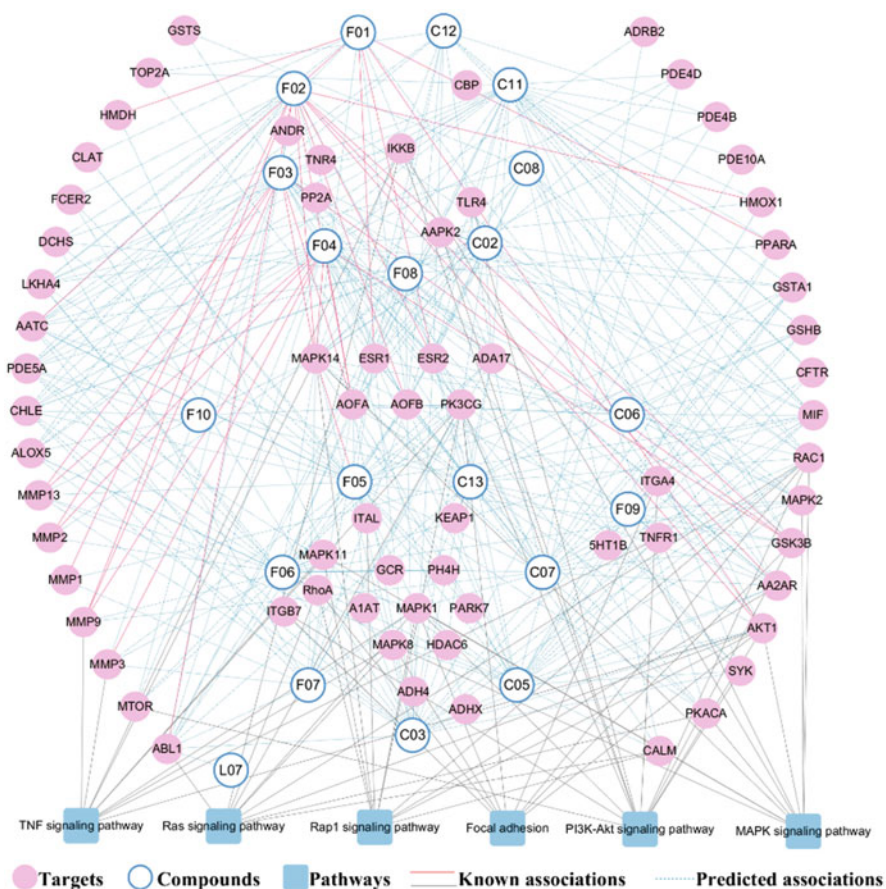 F01
C12
GSTS
ADRB2
TOP2A
PDE4D
F02
CBP
C11
HMDH
PDE4B
ANDR
CLAT
TNR4
IKKB
PDE10A
F03
C08
FCER2
PP2A
TLR4
HMOX1
DCHS
AAPK2
PPARA
F04
C02
LKHA4
F08
GSTA1
AATC
GSHB
MAPK14
ESR1
ESR2
ADA17
PDE5A
CFTR
CHLE
AOFA
AOFB
PK3CG
F10
C06
MIF
ALOX5
RAC1
MMP13
F05
C13
ITGA4
MAPK2
F09
ITAL
KEAP1
MMP2
5HT1B
TNFR1
GSK3B
MAPK11
F06
GCR
PH4H
C07
MMP1
RhoA
AA2AR
ITGB7
A1AT
MAPK1
PARK7
MMP9
AKT1
MAPK8
HDAC6
MMP3
SYK
F07
ADH4
C05
MTOR
ADHX
PKACA
C03
ABL1
CALM
L07
TNF signaling pathway
Ras signaling pathway
Rap1 signaling pathway
Focal adhesion
PI3K-Akt signaling pathway
MAPK signaling pathway
Targets
Compounds
Pathways
Known associations
Predicted associations